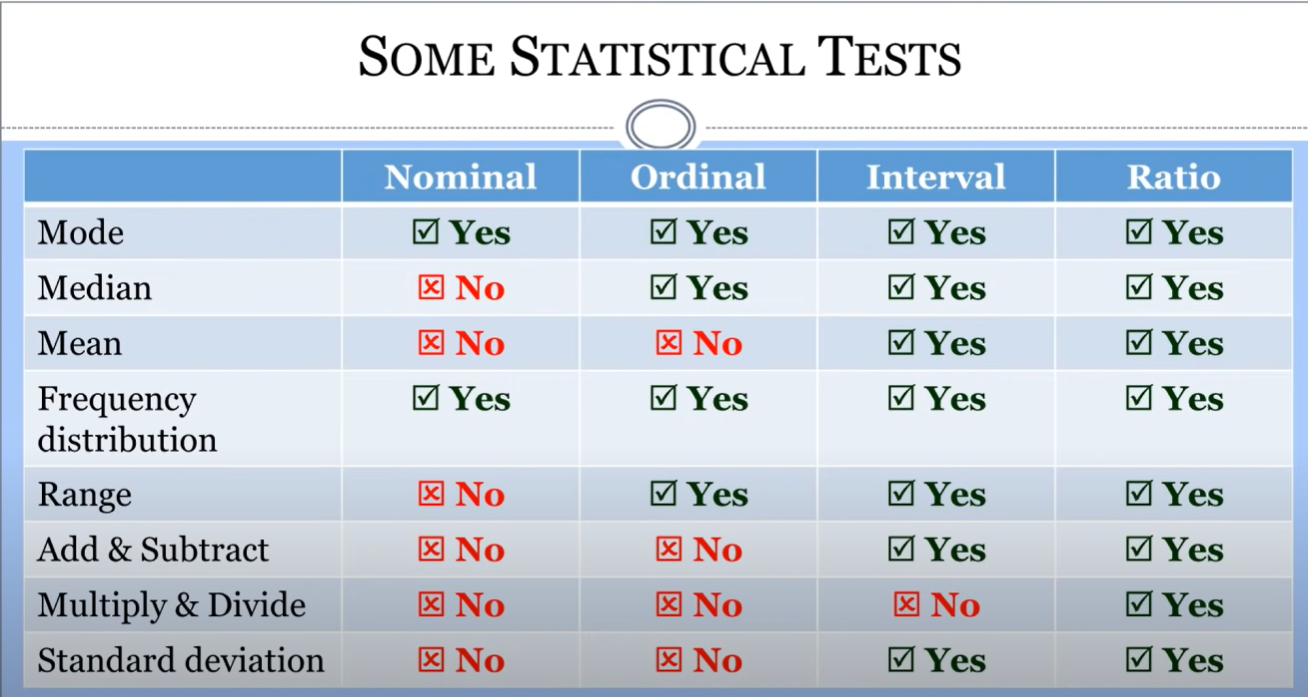 SOME STATISTICAL TESTS
Nominal Ordinal Interval Ratio
Mode Yes Yes Yes Yes
Median No Yes Yes Yes
Mean No No Yes Yes
Frequency Yes Yes Yes Yes
distribution
Range No Yes Yes Yes
Add & Subtract No No Yes Yes
Multiply & Divide No No No Yes
Standard deviation No No Yes Yes